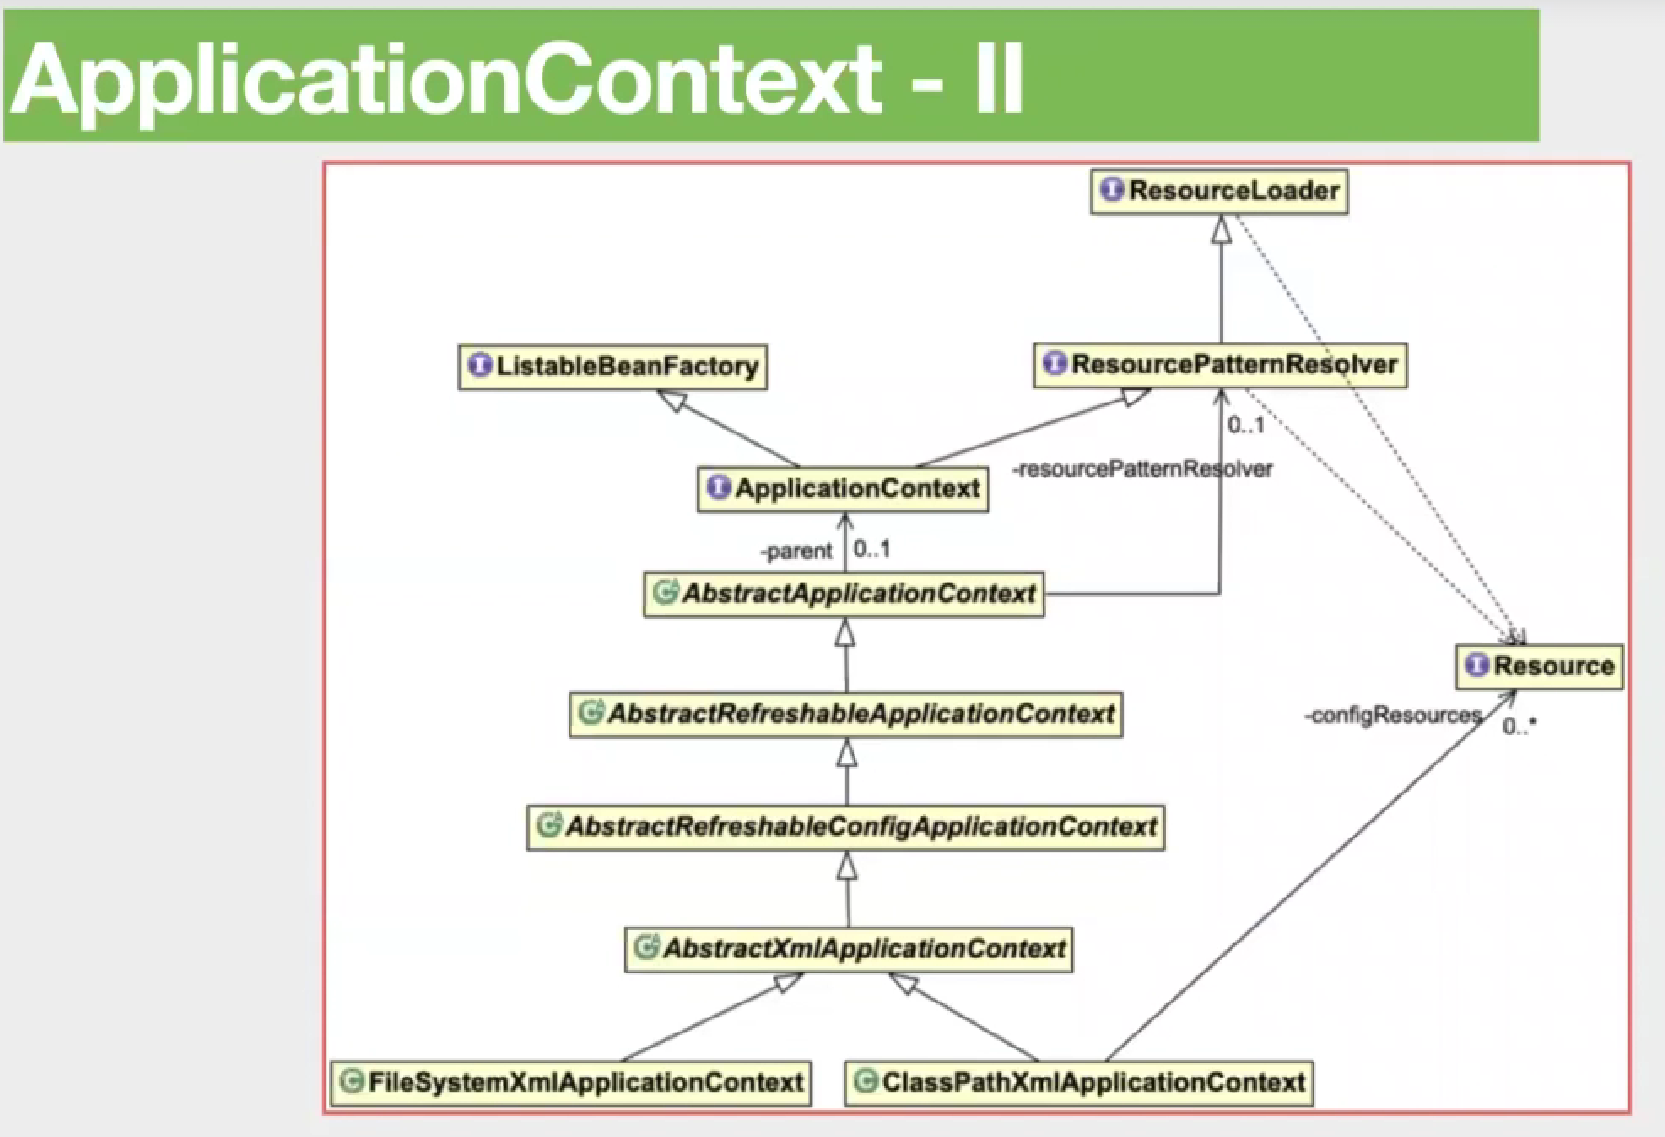 ApplicationContext - II
I ResourceLoader
I ListableBeanFactory
I ResourcePatternResolver
0..1
-resourcePatternResolver
I ApplicationContext
-parent 0..1
C AbstractApplicationContext
I Resource
-configResources 0..*
C AbstractRefreshableApplicationContext
C AbstractRefreshableConfigApplicationContext
C AbstractXmlApplicationContext
C FileSystemXmlApplicationContext
C ClassPathXmlApplicationContext